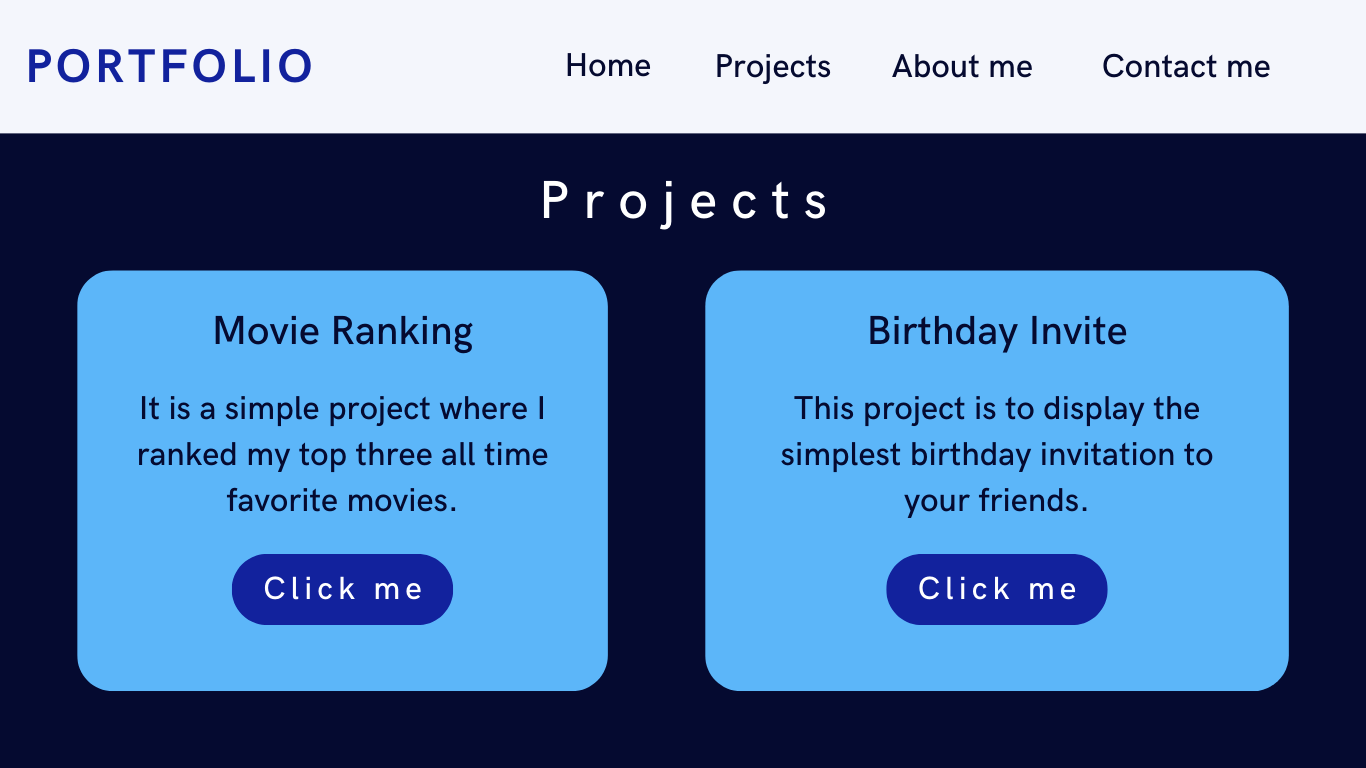 PORTFOLIO
Home
Projects
About me
Contact me
Projects
Movie Ranking
It is a simple project where I
ranked my top three all time
favorite movies.
Click me
Birthday Invite
This project is to display the
simplest birthday invitation to
your friends.
Click me